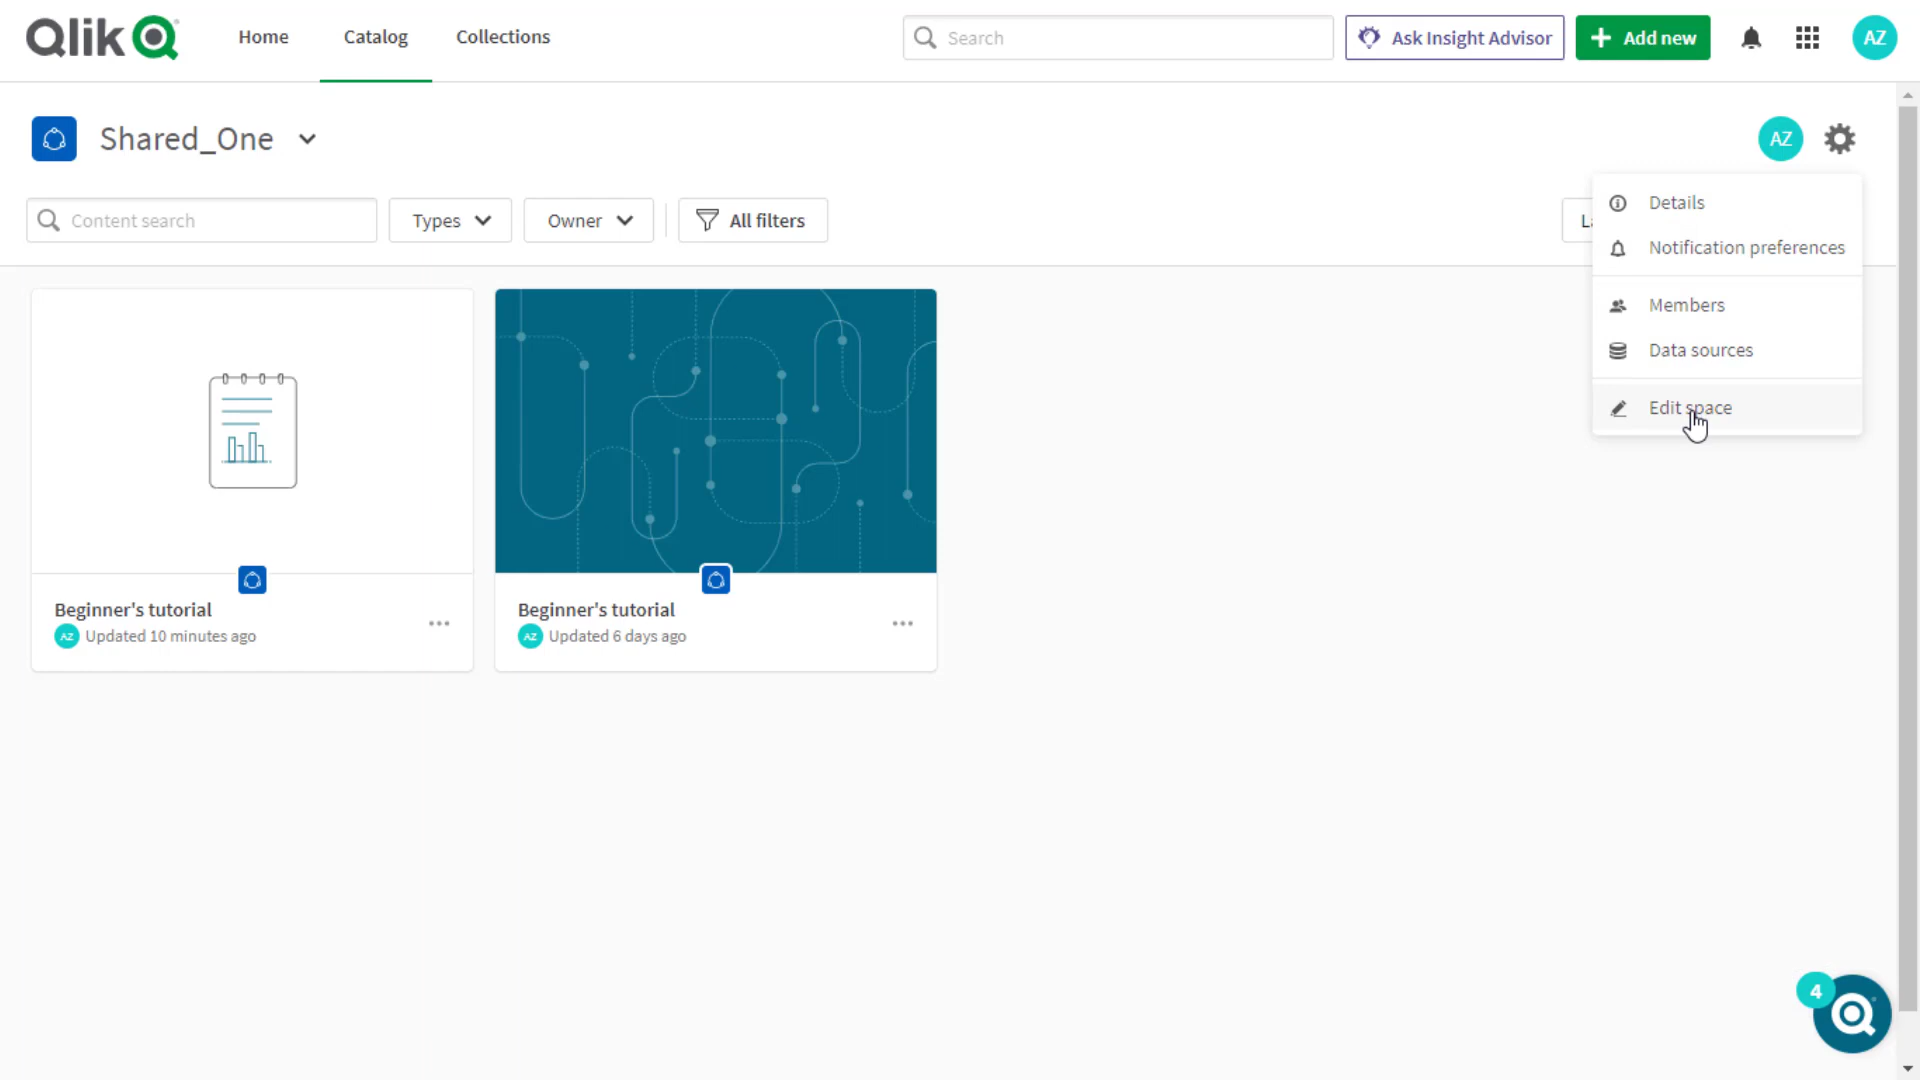 Qlik
Home
Catalog
Collections
Search
Ask Insight Advisor
Add new
AZ
Shared_One
AZ
Content search
Types
Owner
All filters
Details
Notification preferences
Members
Data sources
Edit space
Beginner's tutorial
AZ Updated 10 minutes ago
Beginner's tutorial
AZ Updated 6 days ago
4